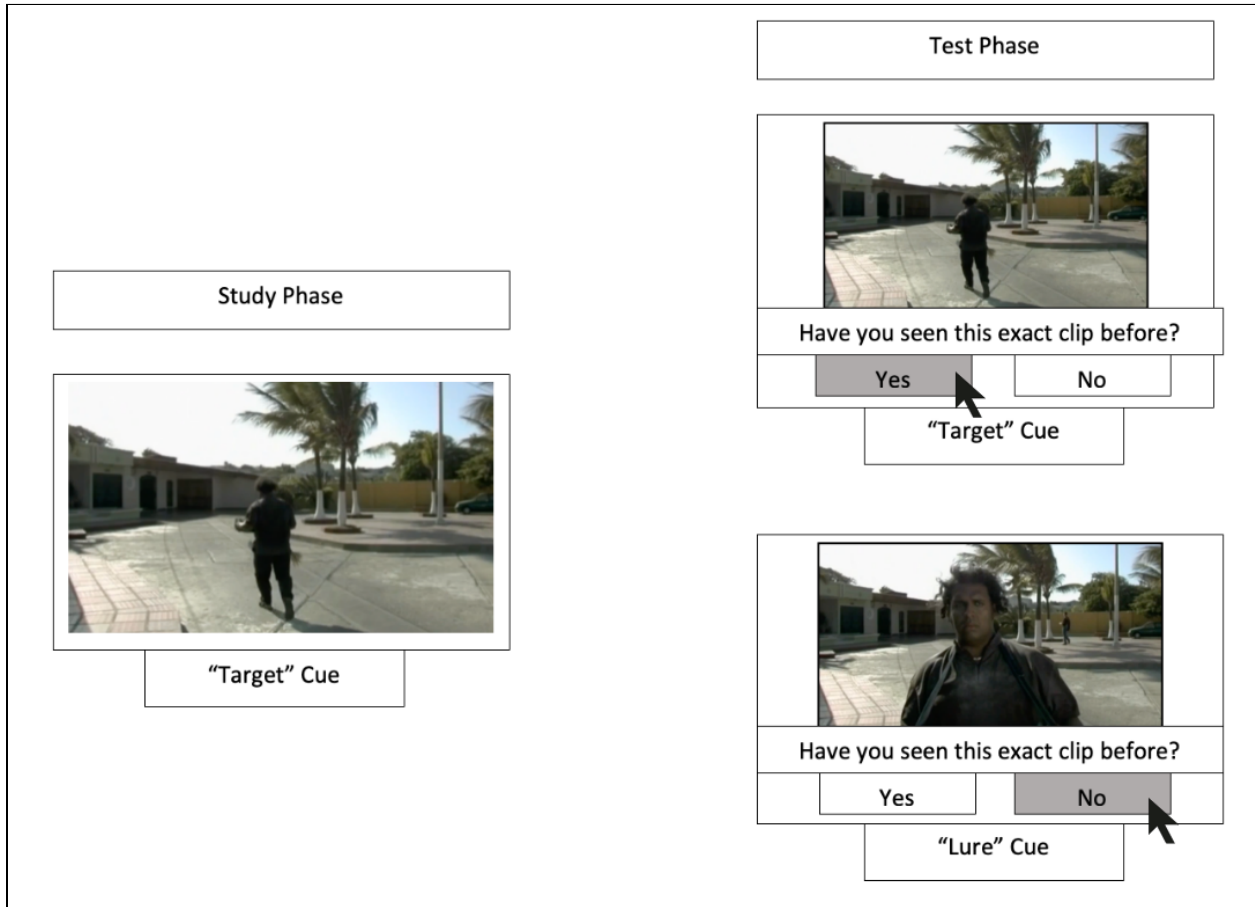 Study Phase
“Target” Cue
Test Phase
Have you seen this exact clip before?
Yes
No
“Target” Cue
Have you seen this exact clip before?
Yes
No
“Lure” Cue